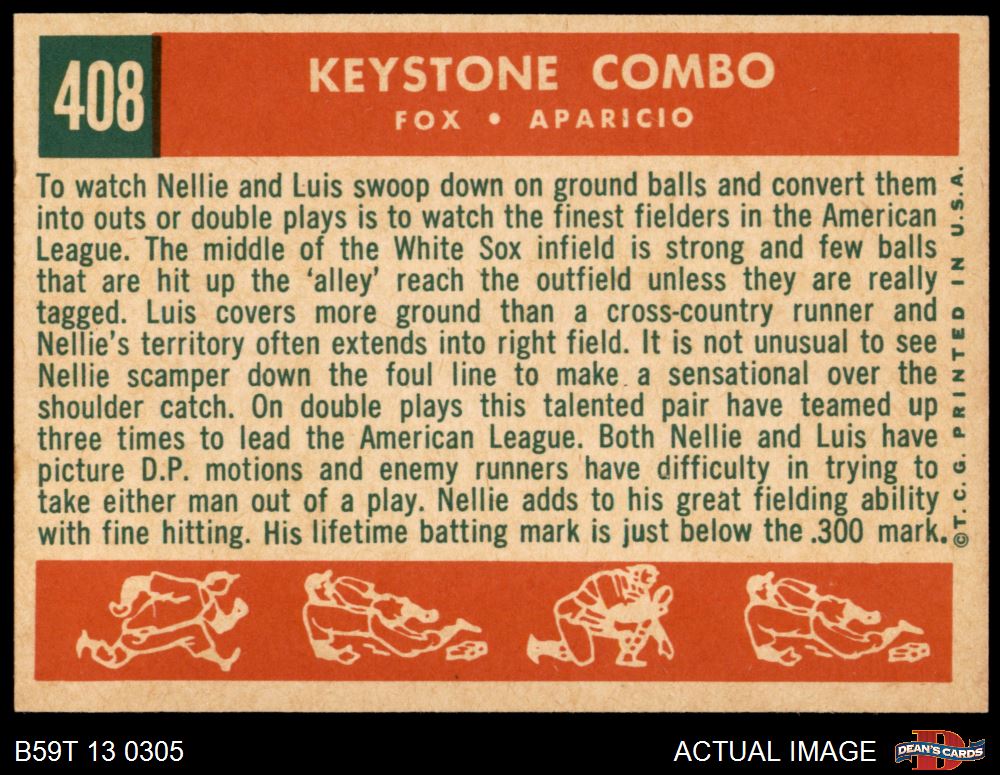 408
KEYSTONE COMBO
FOX • APARICIO
To watch Nellie and Luis swoop down on ground balls and convert them
into outs or double plays is to watch the finest fielders in the American
League. The middle of the White Sox infield is strong and few balls
that are hit up the ‘alley’ reach the outfield unless they are really
tagged. Luis covers more ground than a cross-country runner and
Nellie’s territory often extends into right field. It is not unusual to see
Nellie scamper down the foul line to make a sensational over the
shoulder catch. On double plays this talented pair have teamed up
three times to lead the American League. Both Nellie and Luis have
picture D.P. motions and enemy runners have difficulty in trying to
take either man out of a play. Nellie adds to his great fielding ability
with fine hitting. His lifetime batting mark is just below the .300 mark.
©T. C. G. PRINTED IN U.S.A.
B59T 13 0305
ACTUAL IMAGE
D
DEAN'S CARDS